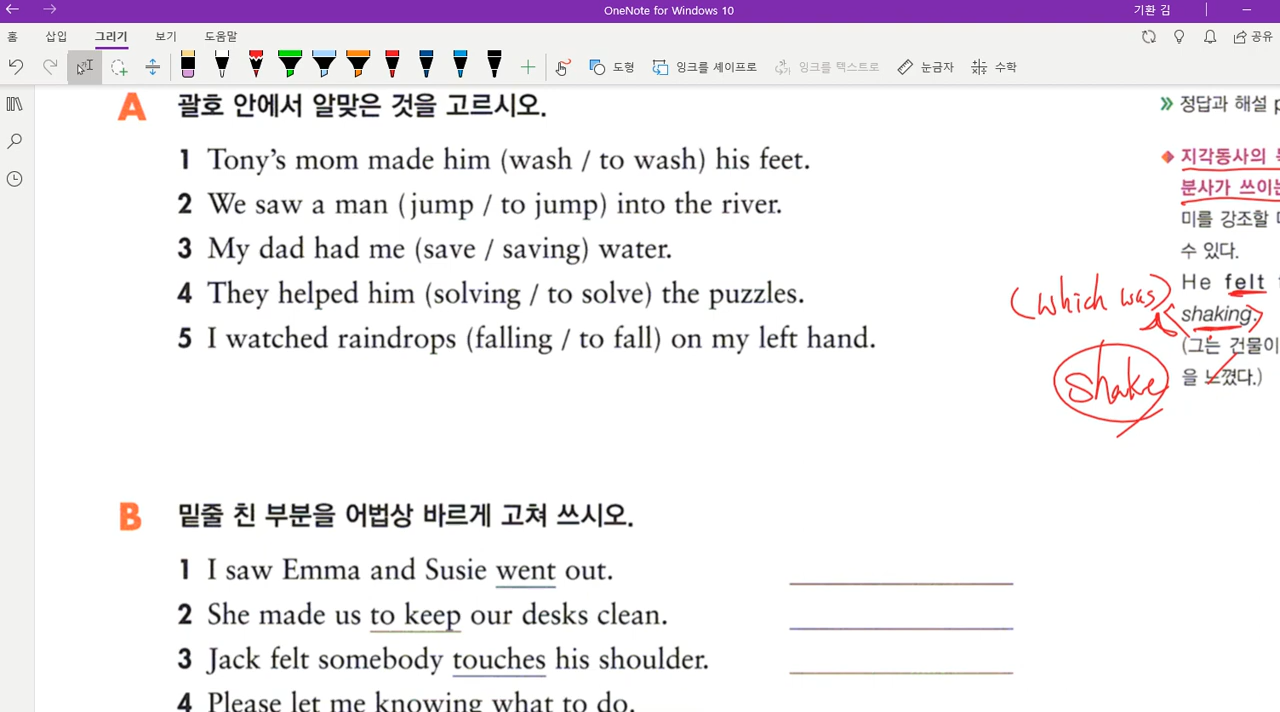 OneNote for Windows 10
기환 김
홈 삽입 그리기 보기 도움말
공유
도형 잉크를 셰이프로 잉크를 텍스트로 눈금자 수학
A 괄호 안에서 알맞은 것을 고르시오.
1 Tony's mom made him (wash / to wash) his feet.
2 We saw a man (jump / to jump) into the river.
3 My dad had me (save / saving) water.
4 They helped him (solving / to solve) the puzzles.
5 I watched raindrops (falling / to fall) on my left hand.
» 정답과 해설 p
지각동사의
분사가 쓰이는
미를 강조할
수 있다.
He felt
(which was)
shaking.
(그는 건물이
shake
을 느꼈다.)
B 밑줄 친 부분을 어법상 바르게 고쳐 쓰시오.
1 I saw Emma and Susie went out.
2 She made us to keep our desks clean.
3 Jack felt somebody touches his shoulder.
4 Please let me knowing what to do.